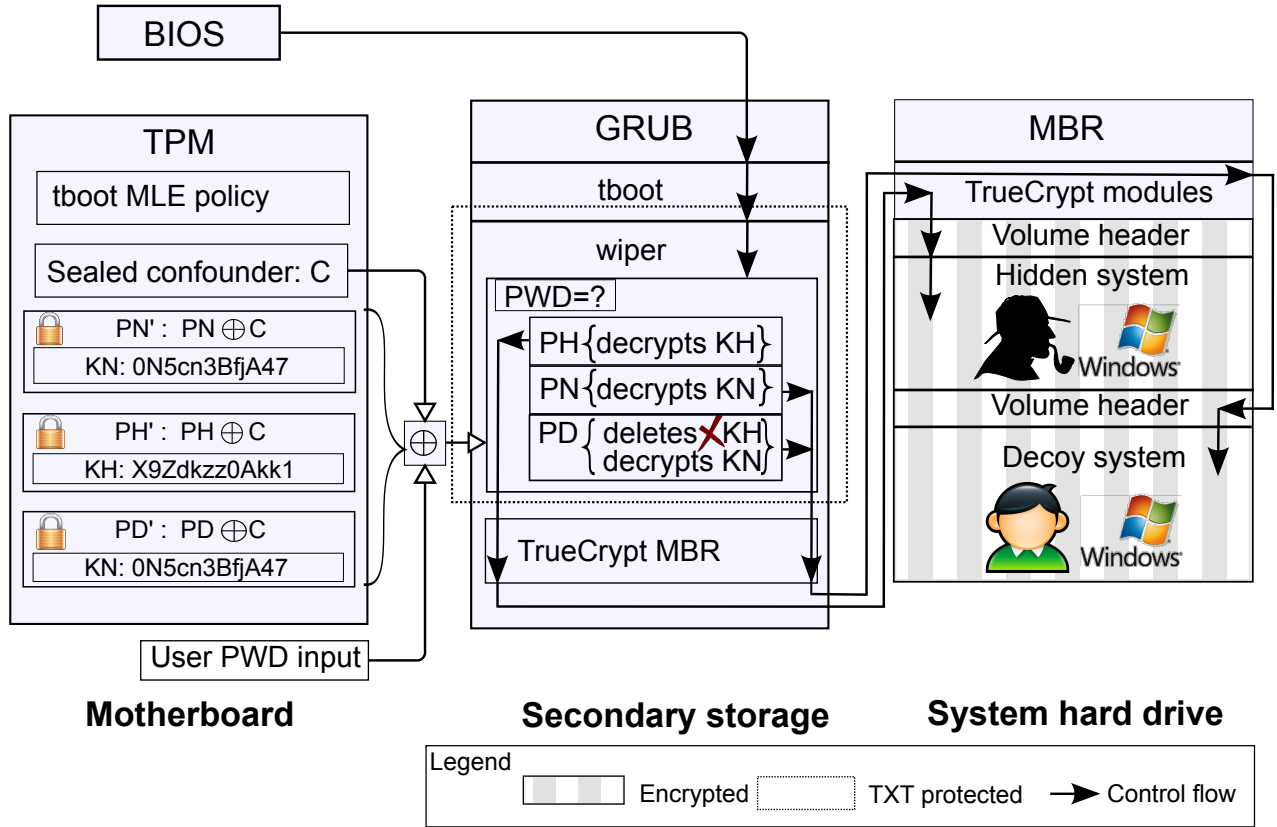 BIOS
TPM
tboot MLE policy
Sealed confounder: C
PN' : PN ⊕ C
KN: 0N5cn3BfjA47
PH' : PH ⊕ C
KH: X9Zdkzz0Akk1
PD' : PD ⊕ C
KN: 0N5cn3BfjA47
User PWD input
⊕
GRUB
tboot
wiper
PWD=?
PH {decrypts KH}
PN {decrypts KN}
PD { deletes ✗ KH
decrypts KN }
TrueCrypt MBR
MBR
TrueCrypt modules
Volume header
Hidden system
Windows
Volume header
Decoy system
Windows
Motherboard
Secondary storage
System hard drive
Legend
Encrypted
TXT protected
Control flow